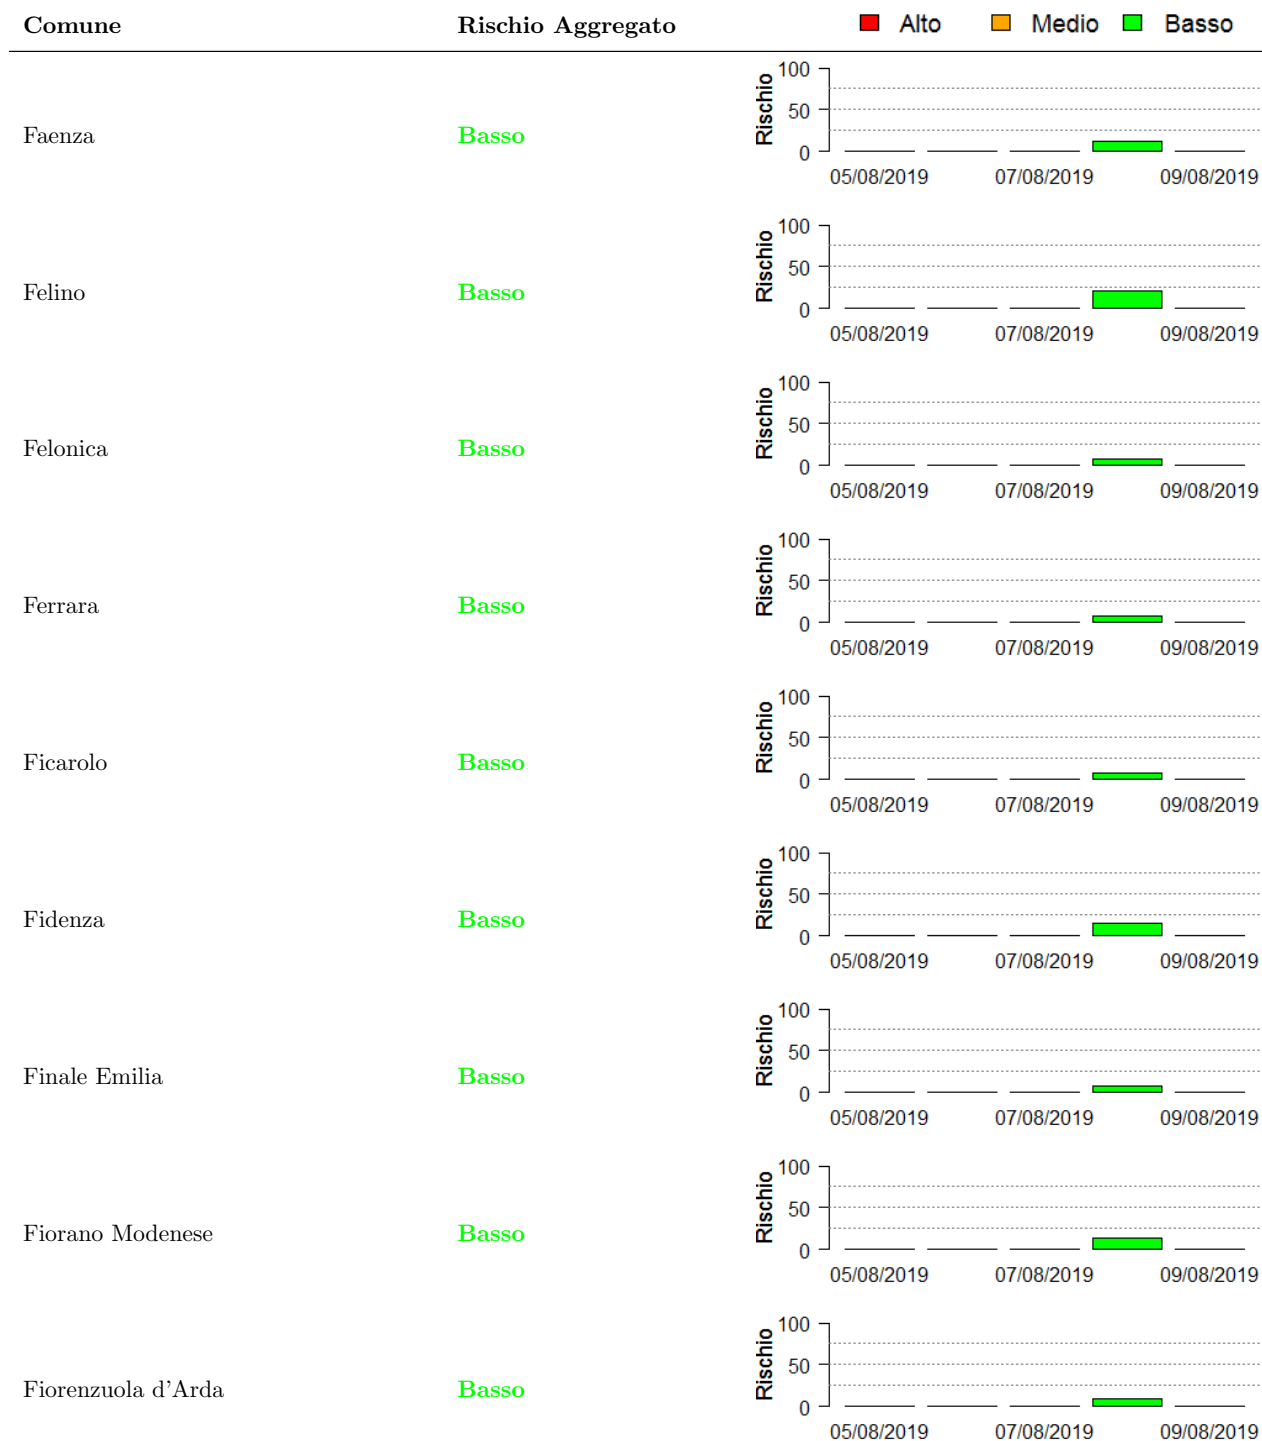 Comune Rischio Aggregato Alto Medio Basso
Faenza Basso Rischio 100 50 0
05/08/2019 07/08/2019 09/08/2019
Felino Basso Rischio 100 50 0
05/08/2019 07/08/2019 09/08/2019
Felonica Basso Rischio 100 50 0
05/08/2019 07/08/2019 09/08/2019
Ferrara Basso Rischio 100 50 0
05/08/2019 07/08/2019 09/08/2019
Ficarolo Basso Rischio 100 50 0
05/08/2019 07/08/2019 09/08/2019
Fidenza Basso Rischio 100 50 0
05/08/2019 07/08/2019 09/08/2019
Finale Emilia Basso Rischio 100 50 0
05/08/2019 07/08/2019 09/08/2019
Fiorano Modenese Basso Rischio 100 50 0
05/08/2019 07/08/2019 09/08/2019
Fiorenzuola d'Arda Basso Rischio 100 50 0
05/08/2019 07/08/2019 09/08/2019